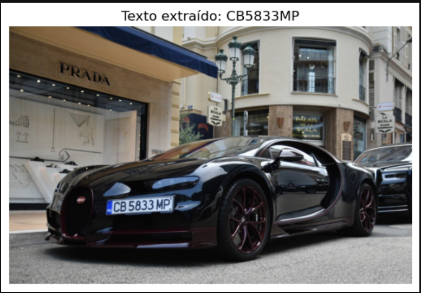 Texto extraído: CB5833MP
PRADA
CB 5833 MP